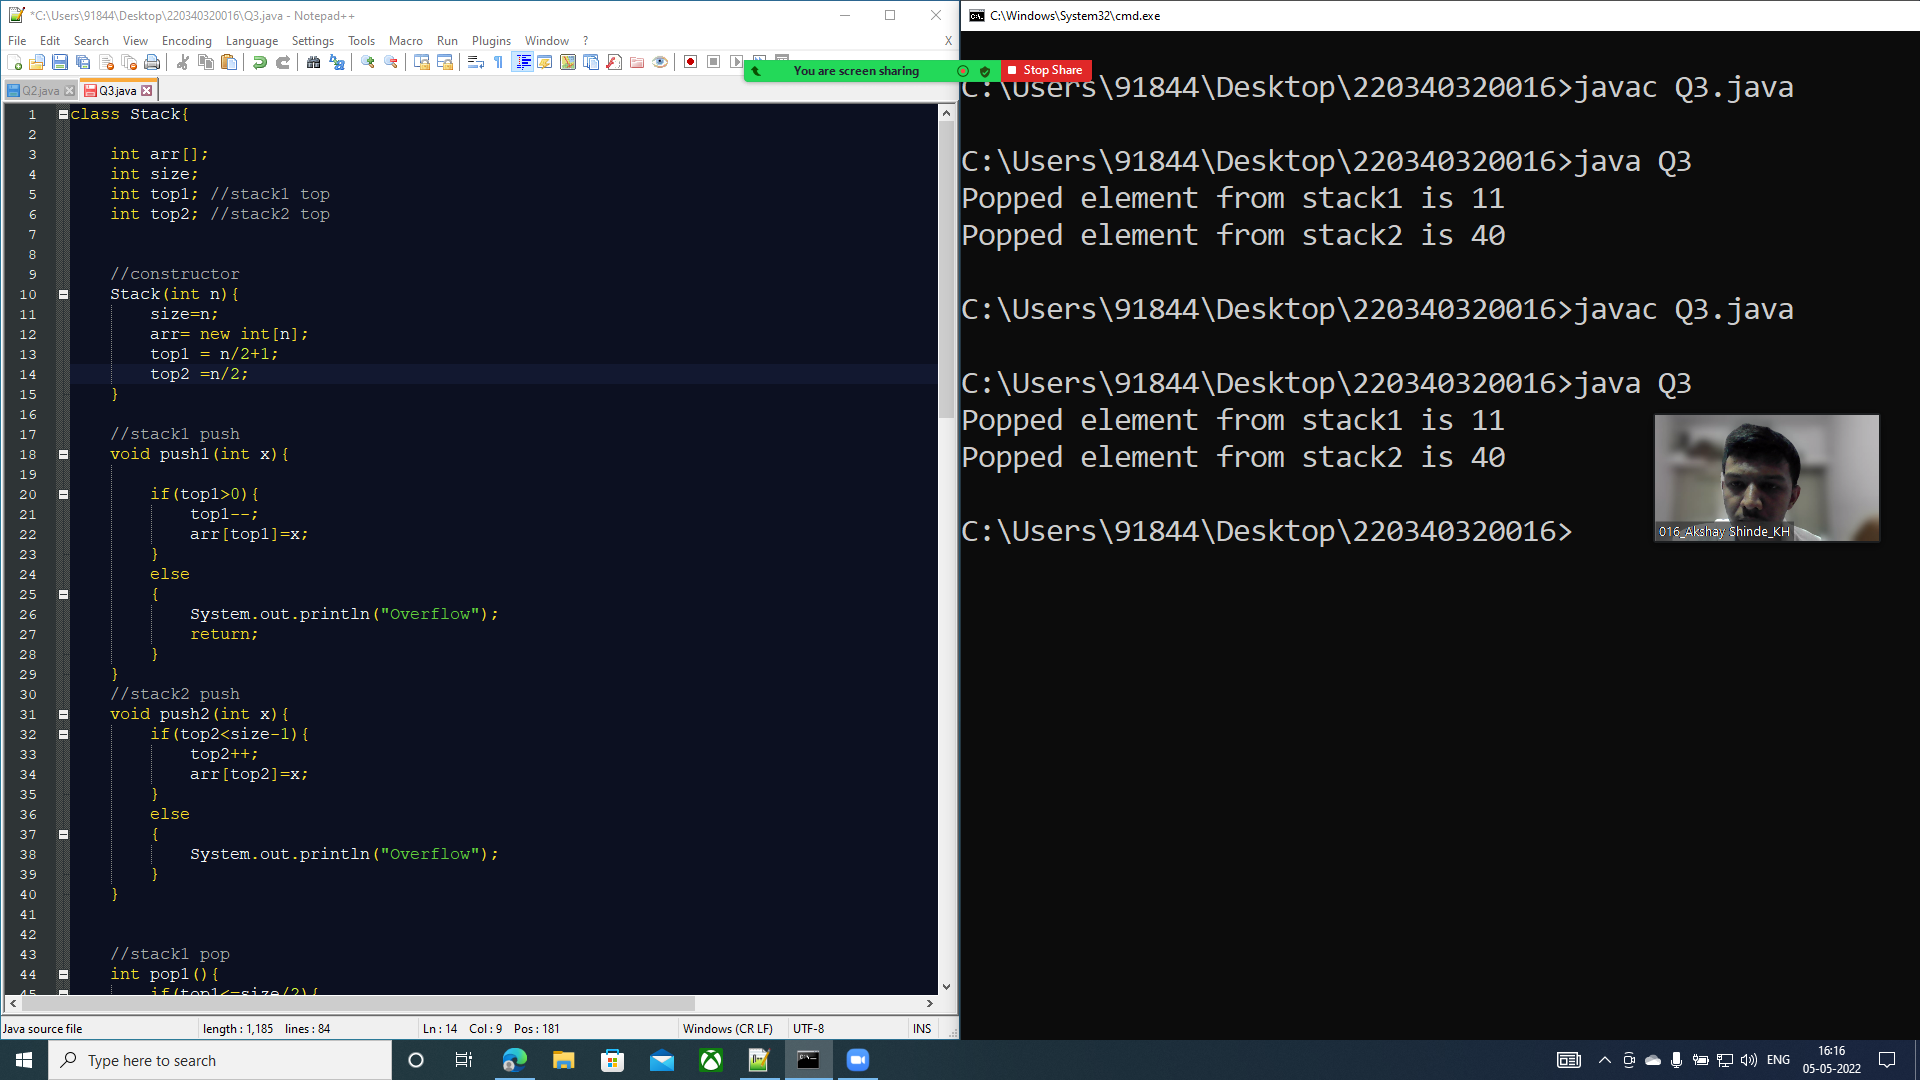 *C:\Users\91844\Desktop\220340320016\Q3.java - Notepad++
File Edit Search View Encoding Language Settings Tools Macro Run Plugins Window ? X
You are screen sharing
Stop Share
Q2.java Q3.java
1 class Stack{
2
3 int arr[];
4 int size;
5 int top1; //stack1 top
6 int top2; //stack2 top
7
8
9 //constructor
10 Stack(int n){
11 size=n;
12 arr= new int[n];
13 top1 = n/2+1;
14 top2 =n/2;
15 }
16
17 //stack1 push
18 void push1(int x){
19
20 if(top1>0){
21 top1--;
22 arr[top1]=x;
23 }
24 else
25 {
26 System.out.println("Overflow");
27 return;
28 }
29 }
30 //stack2 push
31 void push2(int x){
32 if(top2<size-1){
33 top2++;
34 arr[top2]=x;
35 }
36 else
37 {
38 System.out.println("Overflow");
39 }
40 }
41
42
43 //stack1 pop
44 int pop1(){
45 if(top1<=size/2){
Java source file length : 1,185 lines : 84 Ln : 14 Col : 9 Pos : 181 Windows (CR LF) UTF-8 INS
C:\Windows\System32\cmd.exe
C:\Users\91844\Desktop\220340320016>javac Q3.java
C:\Users\91844\Desktop\220340320016>java Q3
Popped element from stack1 is 11
Popped element from stack2 is 40
C:\Users\91844\Desktop\220340320016>javac Q3.java
C:\Users\91844\Desktop\220340320016>java Q3
Popped element from stack1 is 11
Popped element from stack2 is 40
C:\Users\91844\Desktop\220340320016>
016_Akshay Shinde_KH
Type here to search
ENG
16:16
05-05-2022